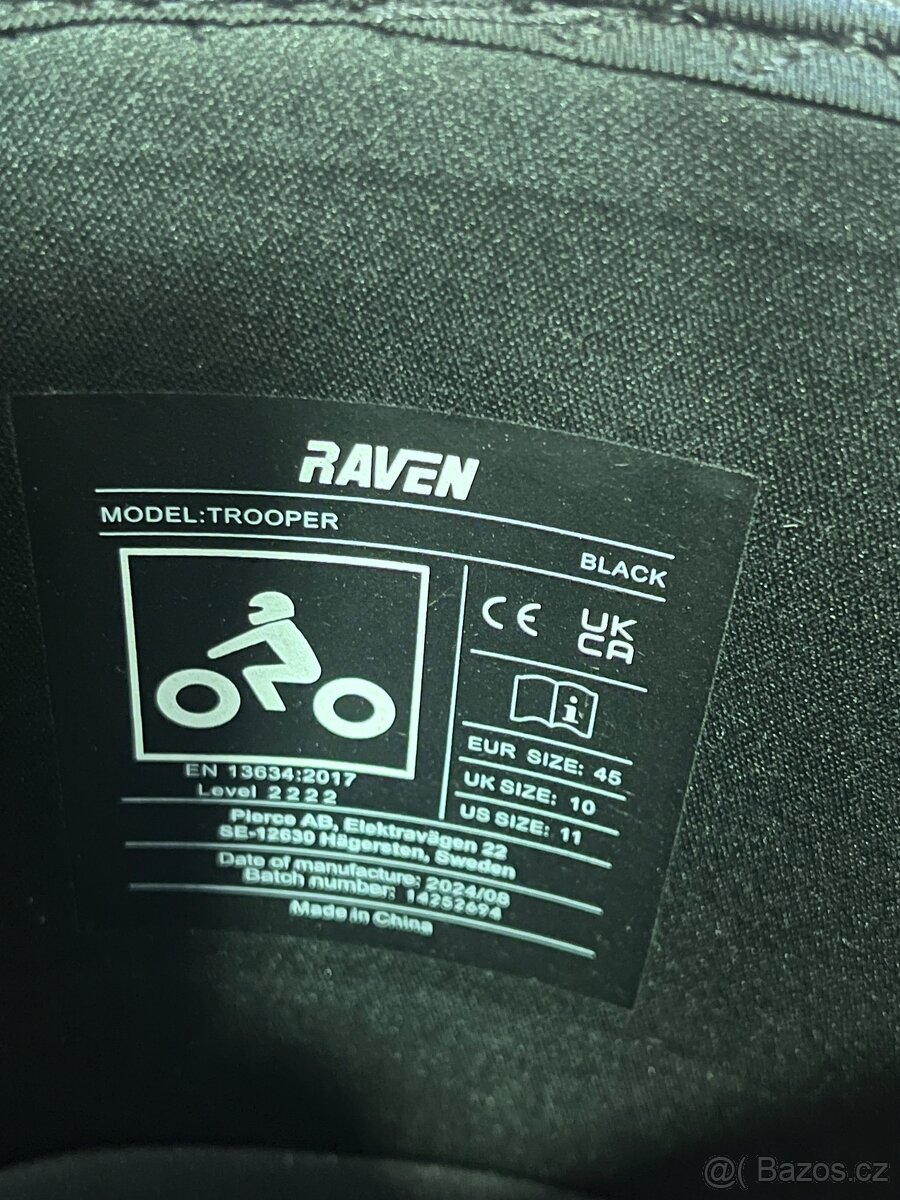 RAVEN
MODEL:TROOPER
BLACK
CE UK
CA
i
EUR SIZE: 45
UK SIZE: 10
US SIZE: 11
EN 13634:2017
Level 2 2 2 2
Pierce AB, Elektravägen 22
SE-12630 Hägersten, Sweden
Date of manufacture: 2024/08
Batch number: 14252694
Made in China
@( Bazos.cz